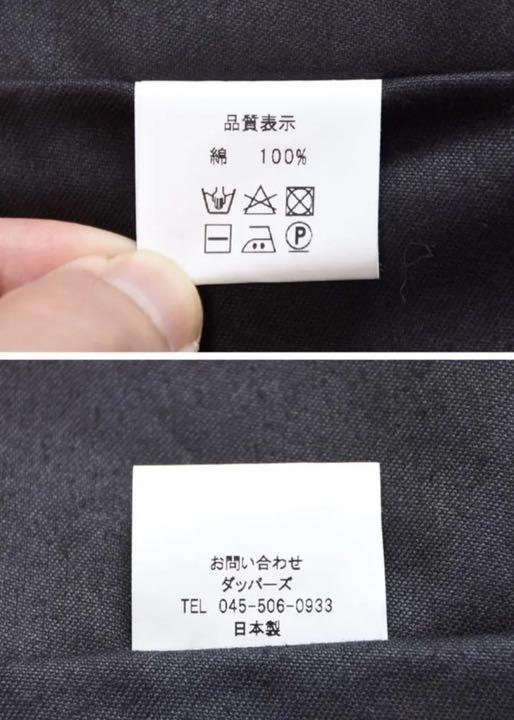 品質表示
綿 100%
P
お問い合わせ
ダッパーズ
TEL 045-506-0933
日本製